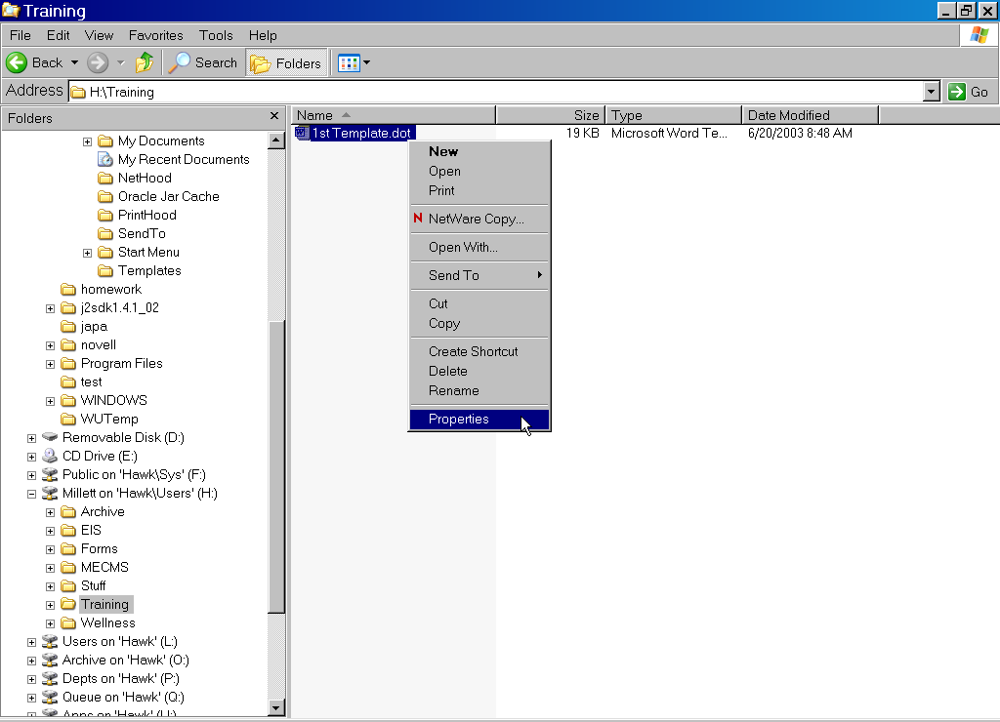 Training
File Edit View Favorites Tools Help
Back Search Folders
Address H:\Training Go
Folders
My Documents
My Recent Documents
NetHood
Oracle Jar Cache
PrintHood
SendTo
Start Menu
Templates
homework
j2sdk1.4.1_02
japa
novell
Program Files
test
WINDOWS
WUTemp
Removable Disk (D:)
CD Drive (E:)
Public on 'Hawk\Sys' (F:)
Millett on 'Hawk\Users' (H:)
Archive
EIS
Forms
MECMS
Stuff
Training
Wellness
Users on 'Hawk' (L:)
Archive on 'Hawk' (O:)
Depts on 'Hawk' (P:)
Queue on 'Hawk' (Q:)
Apps on 'Hawk' (U:)
Name Size Type Date Modified
1st Template.dot 19 KB Microsoft Word Te... 6/20/2003 8:48 AM
New
Open
Print
N NetWare Copy...
Open With...
Send To
Cut
Copy
Create Shortcut
Delete
Rename
Properties